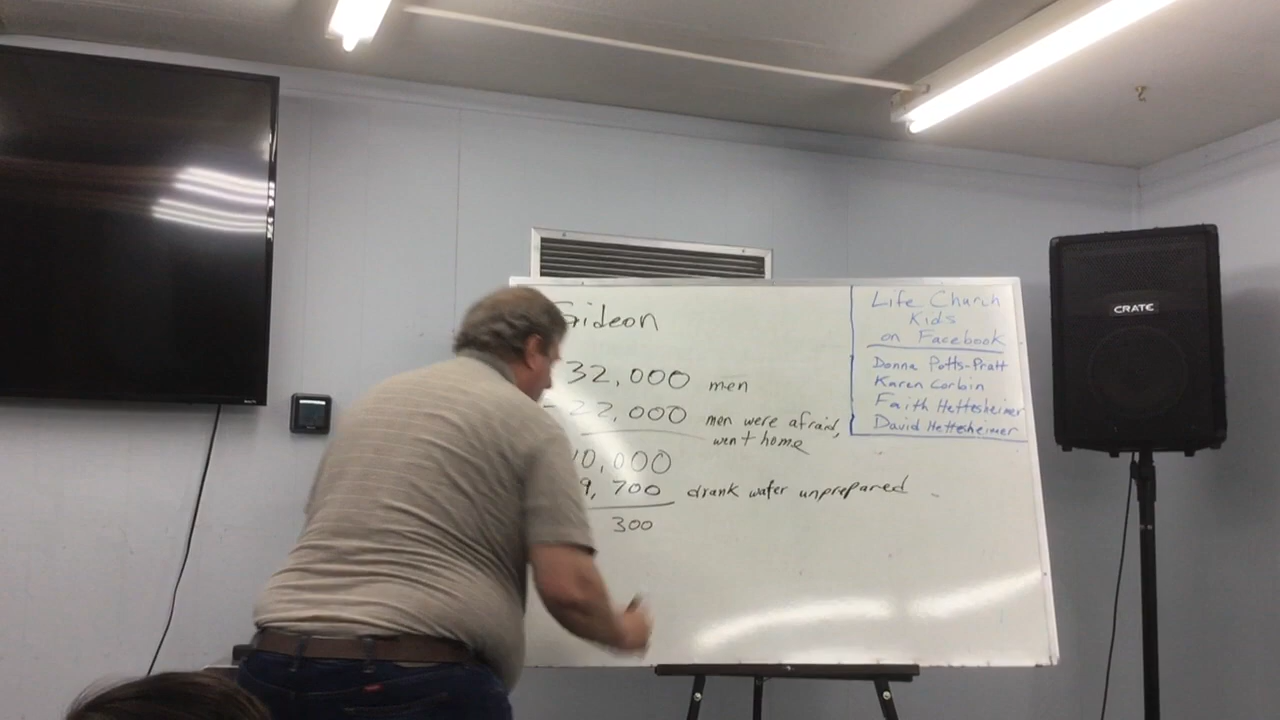 Gideon
32,000 men
- 22,000 men were afraid,
went home
10,000
9,700 drank water unprepared
300
Life Church
Kids
on Facebook
Donna Potts-Pratt
Karen Corbin
Faith Hettesheimer
David Hettesheimer
CRATE